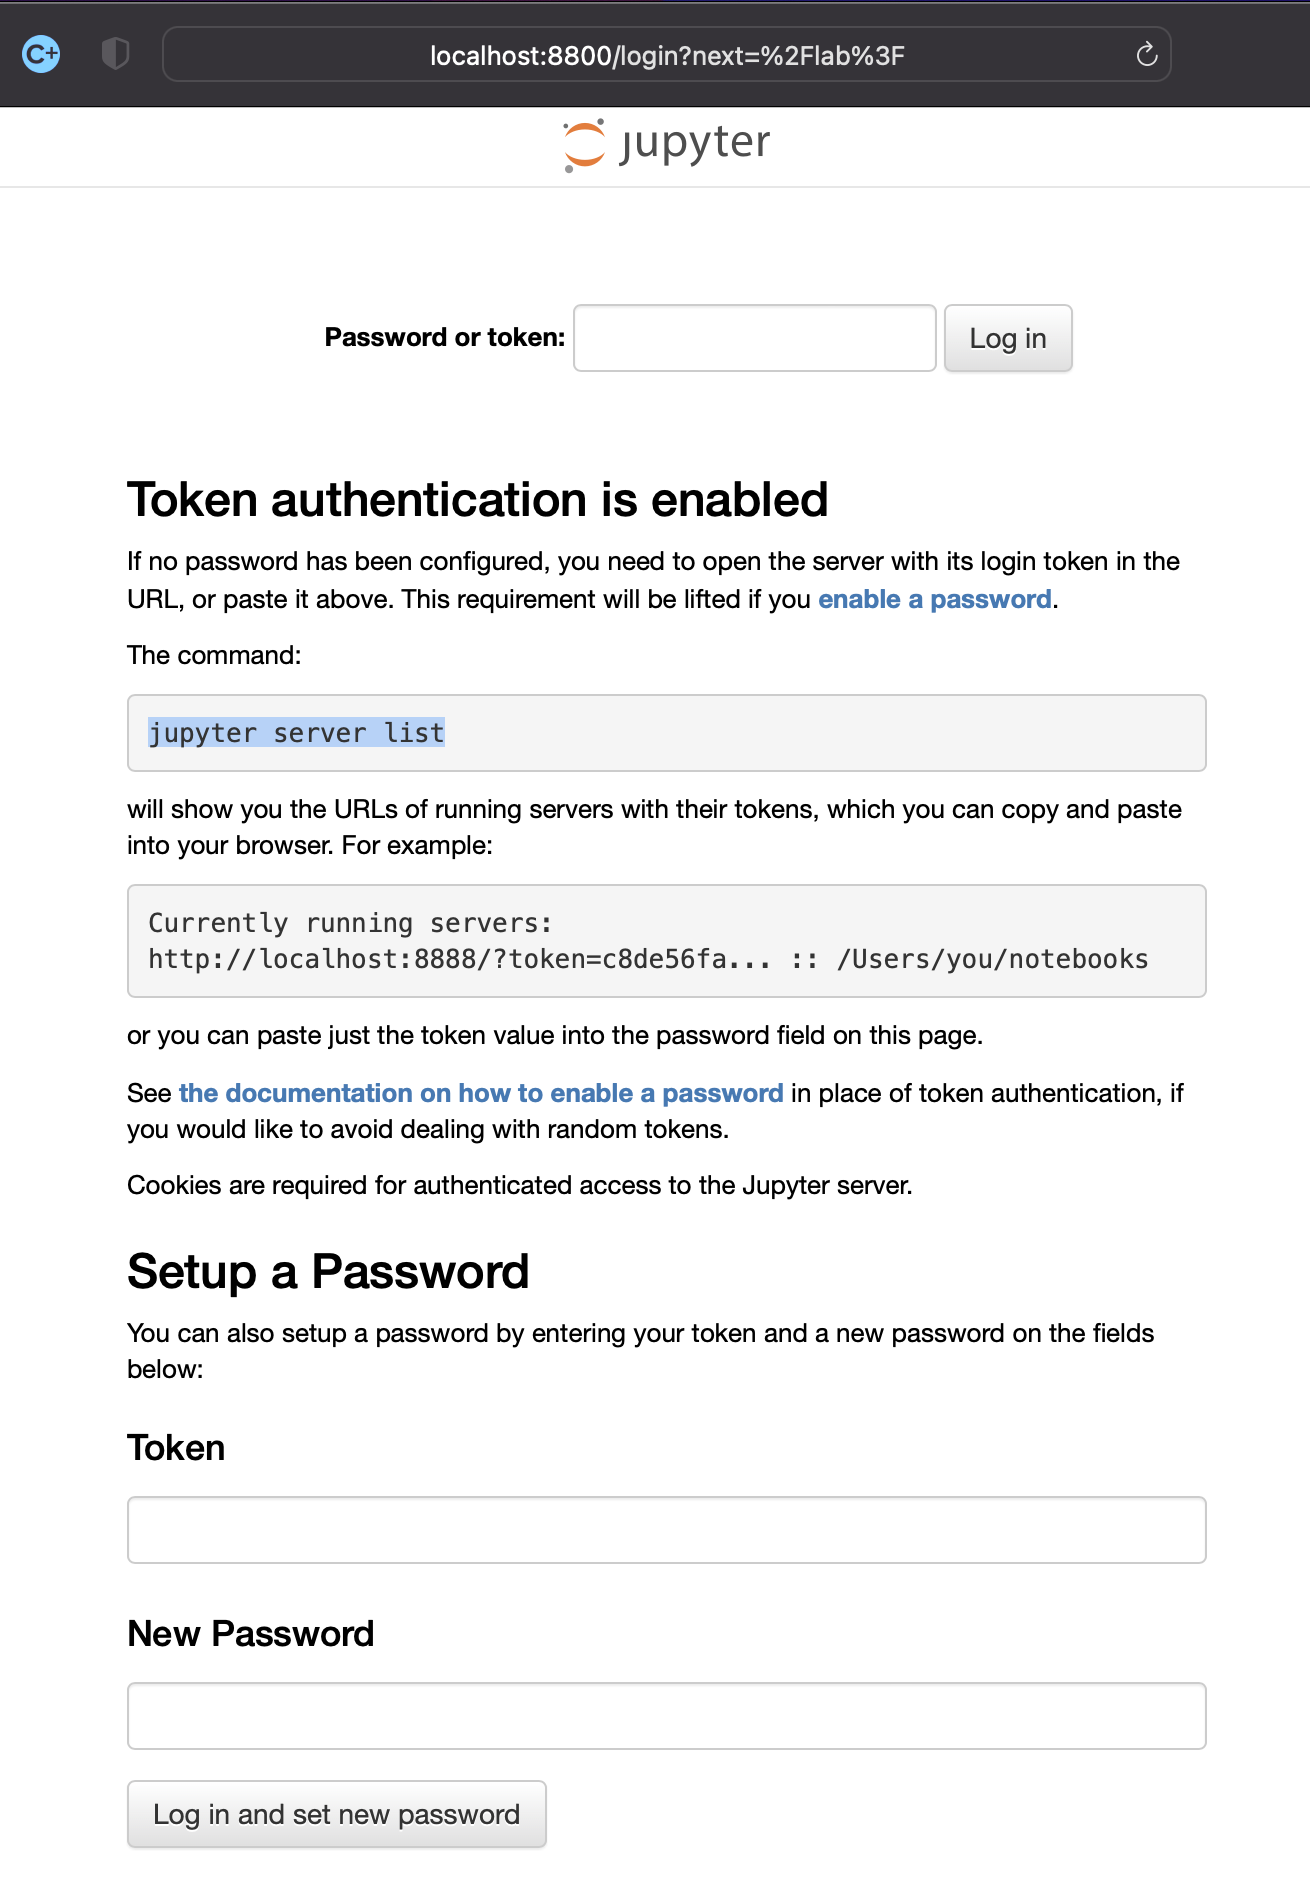 C+
localhost:8800/login?next=%2Flab%3F
jupyter
Password or token:
Log in
Token authentication is enabled
If no password has been configured, you need to open the server with its login token in the
URL, or paste it above. This requirement will be lifted if you enable a password.
The command:
jupyter server list
will show you the URLs of running servers with their tokens, which you can copy and paste
into your browser. For example:
Currently running servers:
http://localhost:8888/?token=c8de56fa... :: /Users/you/notebooks
or you can paste just the token value into the password field on this page.
See the documentation on how to enable a password in place of token authentication, if
you would like to avoid dealing with random tokens.
Cookies are required for authenticated access to the Jupyter server.
Setup a Password
You can also setup a password by entering your token and a new password on the fields
below:
Token
New Password
Log in and set new password